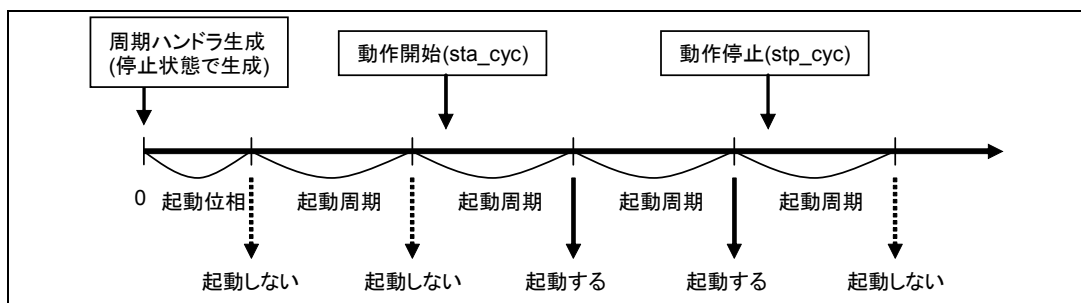 周期ハンドラ生成
(停止状態で生成)
動作開始(sta_cyc)
動作停止(stp_cyc)
0
起動位相
起動周期
起動周期
起動周期
起動周期
起動しない
起動しない
起動する
起動する
起動しない